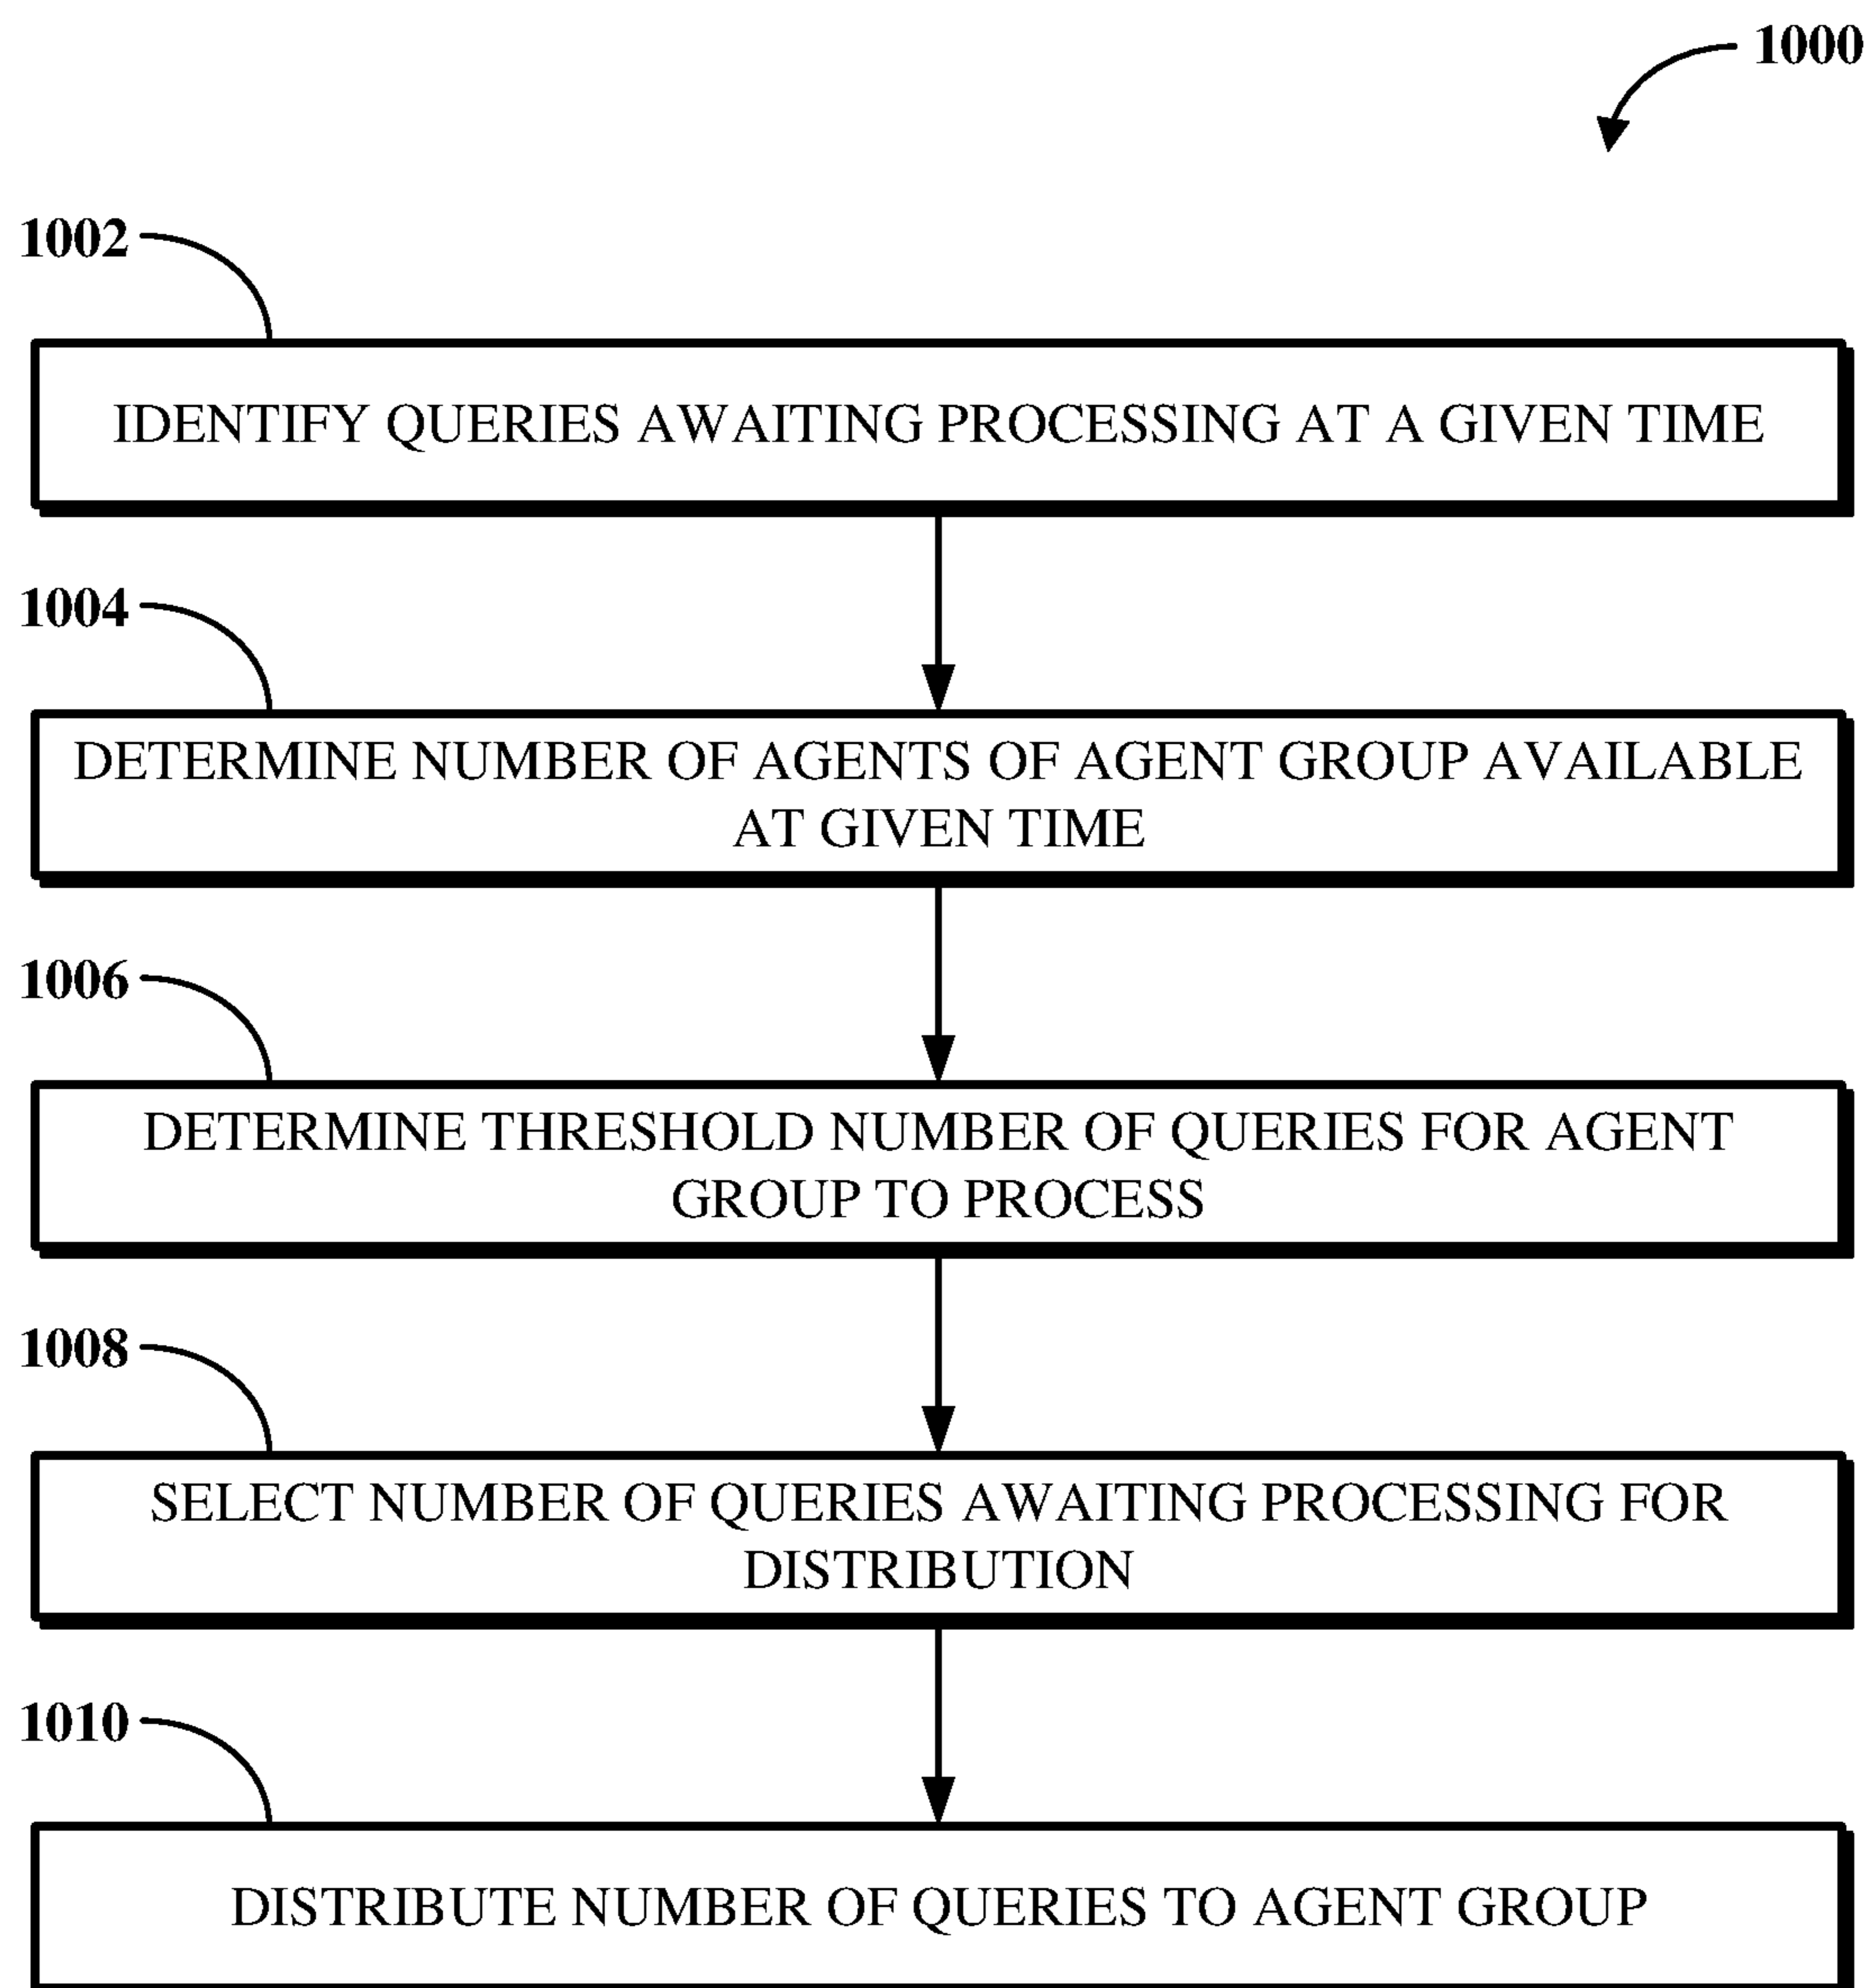 1000
1002
IDENTIFY QUERIES AWAITING PROCESSING AT A GIVEN TIME
1004
DETERMINE NUMBER OF AGENTS OF AGENT GROUP AVAILABLE
AT GIVEN TIME
1006
DETERMINE THRESHOLD NUMBER OF QUERIES FOR AGENT
GROUP TO PROCESS
1008
SELECT NUMBER OF QUERIES AWAITING PROCESSING FOR
DISTRIBUTION
1010
DISTRIBUTE NUMBER OF QUERIES TO AGENT GROUP